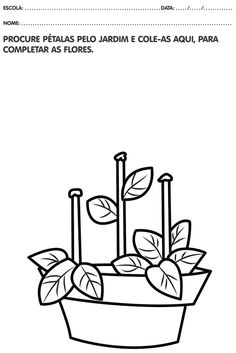 ESCOLA: ........................................................DATA: ...../...../..............
NOME: ............................................................................................
PROCURE PÉTALAS PELO JARDIM E COLE-AS AQUI, PARA
COMPLETAR AS FLORES.